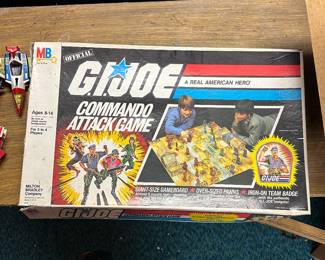 MB
OFFICIAL
G.I.JOE
A REAL AMERICAN HERO
COMMANDO
ATTACK GAME
Ages 8-14
For 2 to 4
Players
G.I.JOE
MILTON
BRADLEY
Company
GIANT-SIZE GAMEBOARD
OVER-SIZED PAWNS
IRON-ON TEAM BADGE